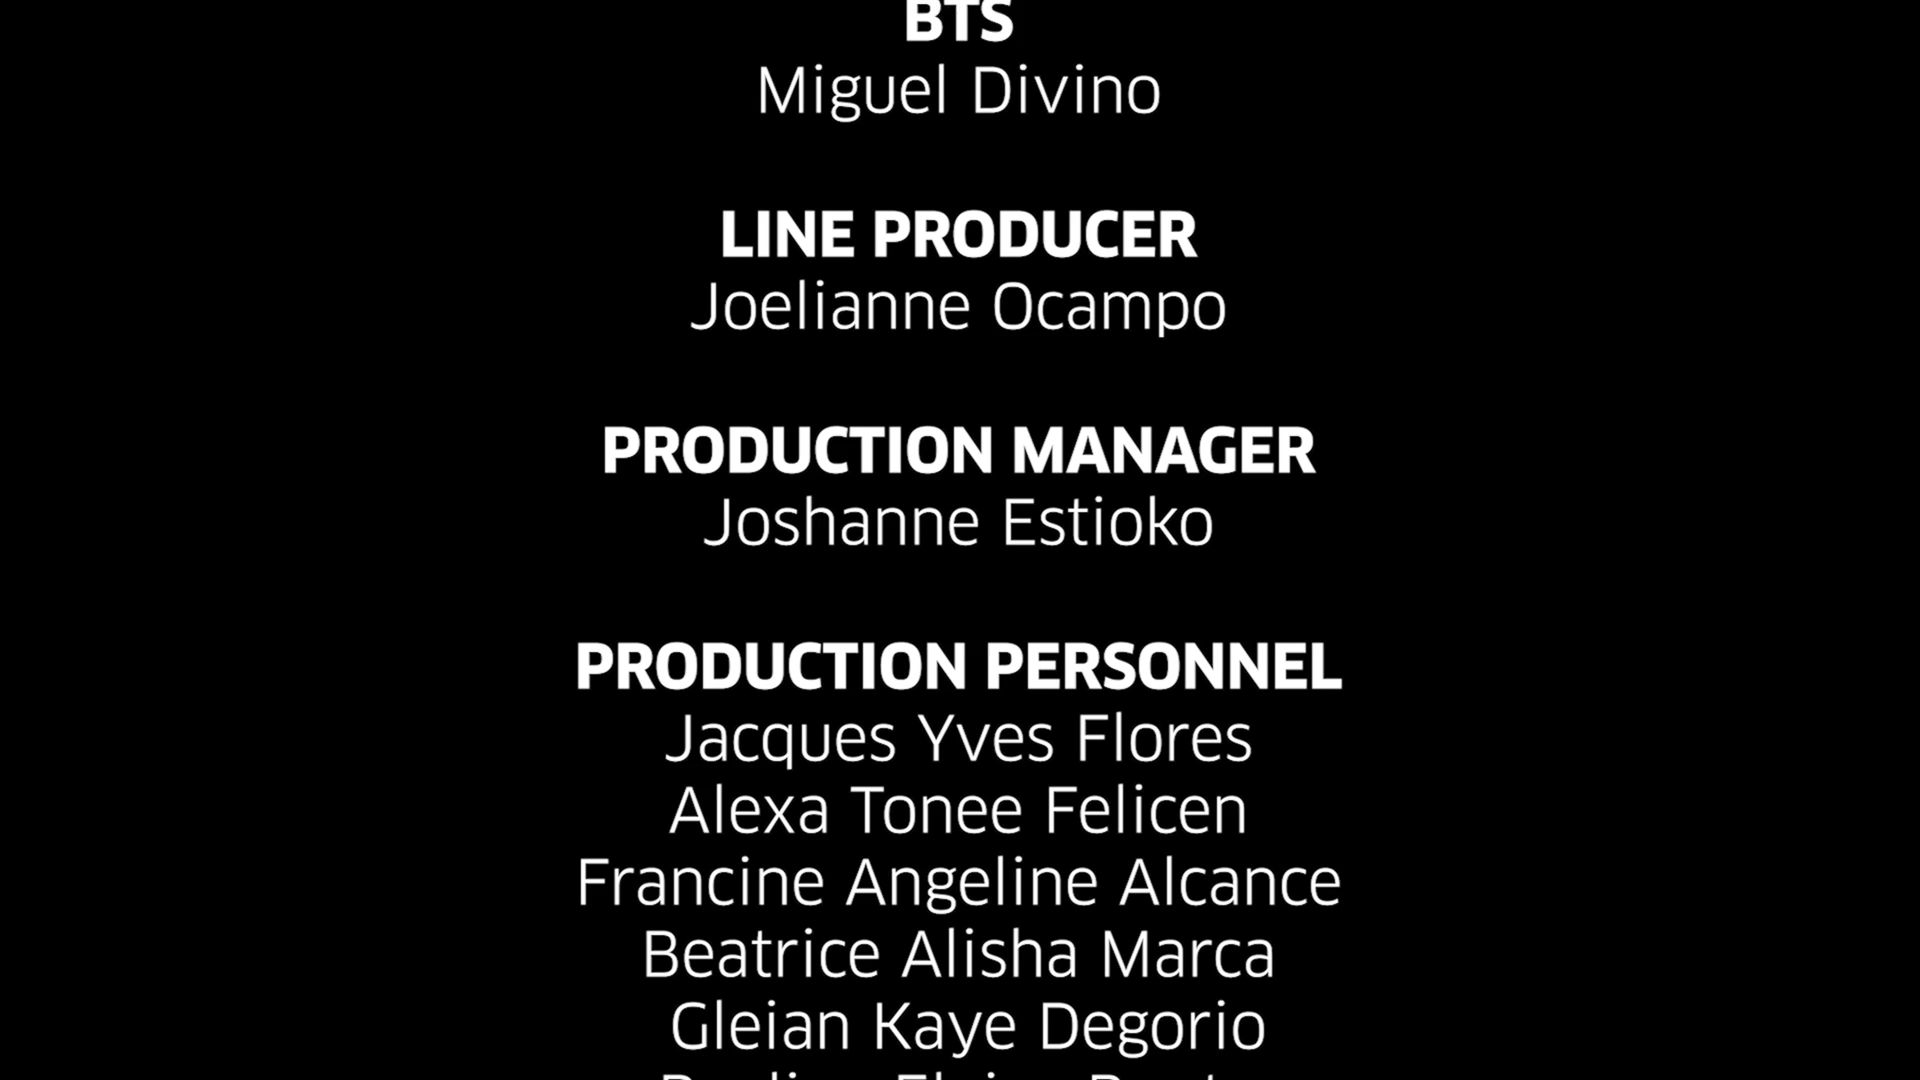 BTS
Miguel Divino
LINE PRODUCER
Joelianne Ocampo
PRODUCTION MANAGER
Joshanne Estioko
PRODUCTION PERSONNEL
Jacques Yves Flores
Alexa Tonee Felicen
Francine Angeline Alcance
Beatrice Alisha Marca
Gleian Kaye Degorio